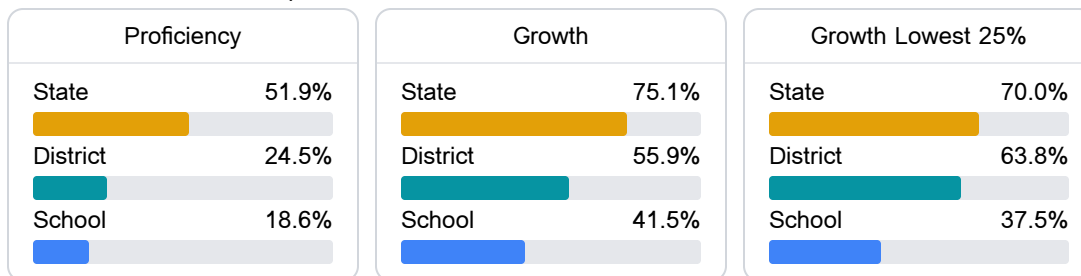 Proficiency
State 51.9%
District 24.5%
School 18.6%
Growth
State 75.1%
District 55.9%
School 41.5%
Growth Lowest 25%
State 70.0%
District 63.8%
School 37.5%